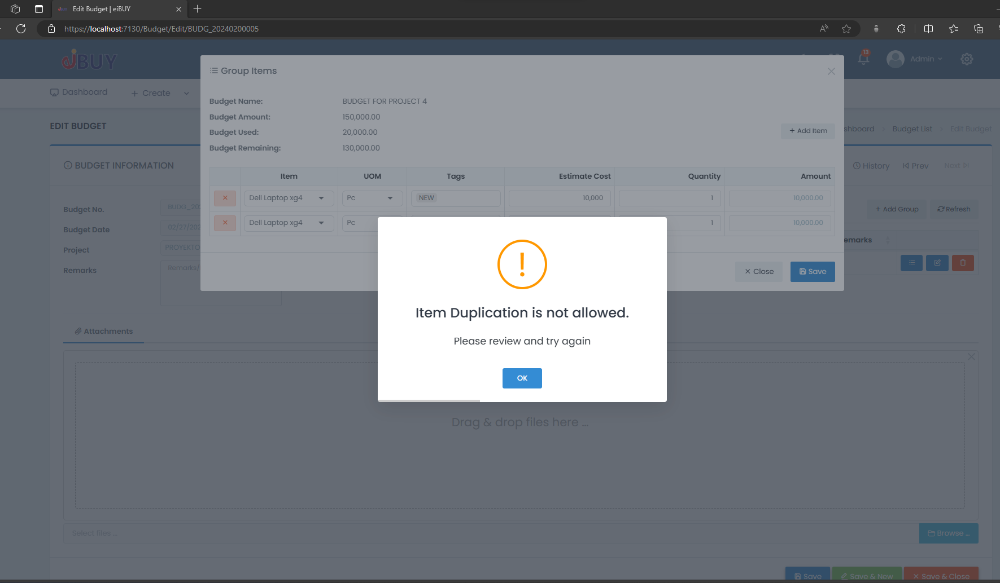 Edit Budget | eiBUY
https://localhost:7130/Budget/Edit/BUDG_20240200005
eiBUY
13
Admin
Dashboard
Create
EDIT BUDGET
shboard > Budget List > Edit Budget
BUDGET INFORMATION
History
Prev
Next
Budget No.
BUDG_202
Budget Date
02/27/202
Project
PROYEKTO
Remarks
Remarks/
Add Group
Refresh
emarks
Group Items
Budget Name: BUDGET FOR PROJECT 4
Budget Amount: 150,000.00
Budget Used: 20,000.00
Budget Remaining: 130,000.00
+ Add Item
Item UOM Tags Estimate Cost Quantity Amount
Dell Laptop xg4 Pc NEW 10,000 1 10,000.00
Dell Laptop xg4 Pc 1 10,000.00
Close
Save
Item Duplication is not allowed.
Please review and try again
OK
Attachments
Drag & drop files here ...
Select files ...
Browse ...
Save
Save & New
Save & Close